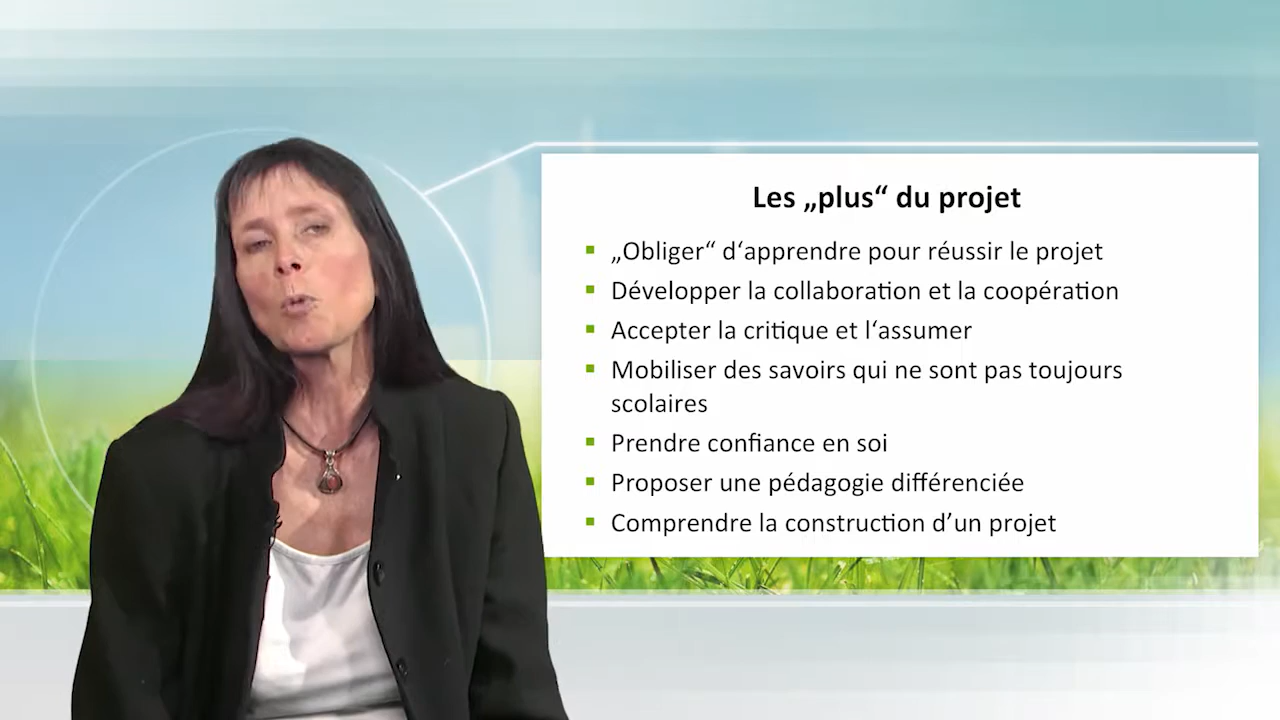 Les „plus“ du projet
„Obliger“ d‘apprendre pour réussir le projet
Développer la collaboration et la coopération
Accepter la critique et l‘assumer
Mobiliser des savoirs qui ne sont pas toujours
scolaires
Prendre confiance en soi
Proposer une pédagogie différenciée
Comprendre la construction d’un projet